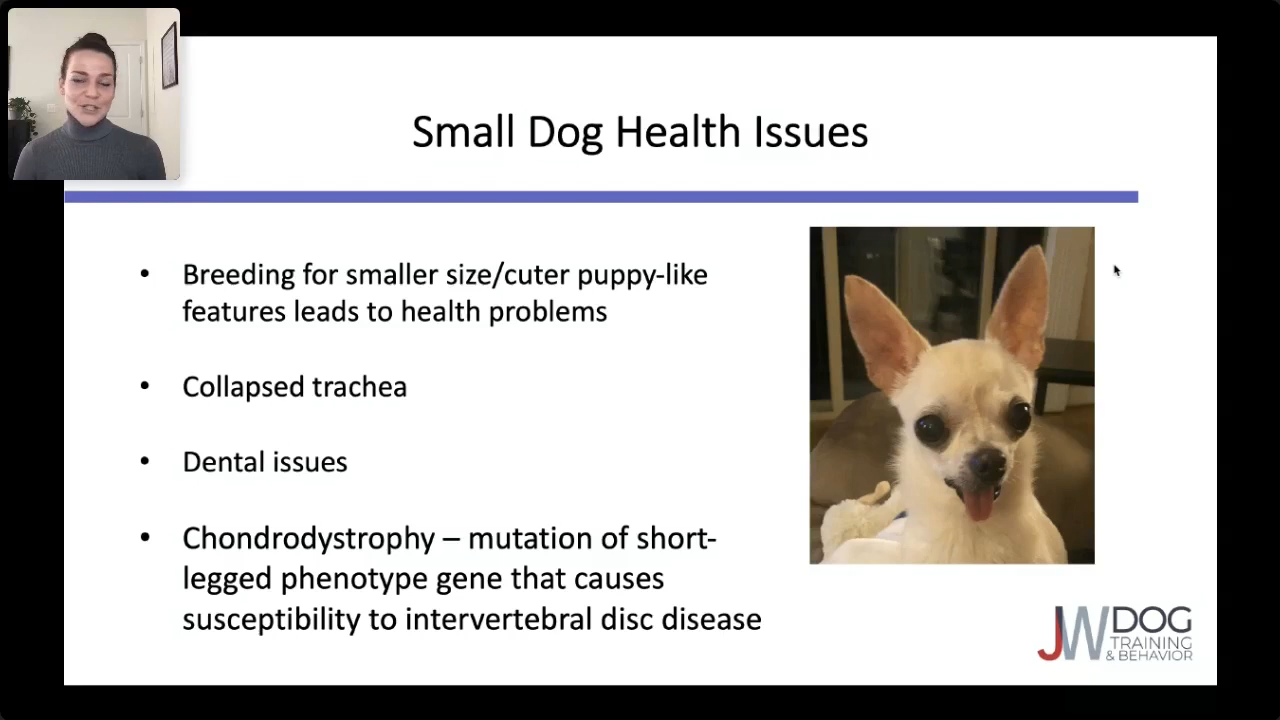 Small Dog Health Issues
• Breeding for smaller size/cuter puppy-like
features leads to health problems
• Collapsed trachea
• Dental issues
• Chondrodystrophy – mutation of short-
legged phenotype gene that causes
susceptibility to intervertebral disc disease
JW DOG
TRAINING
& BEHAVIOR